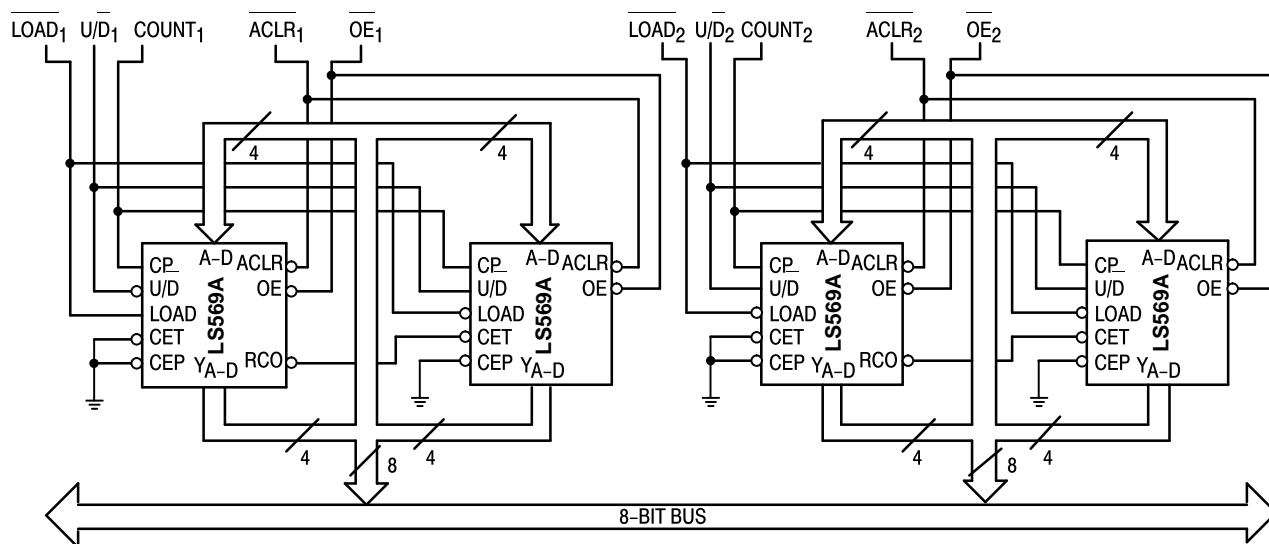 LOAD1 U/D1 COUNT1 ACLR1 OE1 LOAD2 U/D2 COUNT2 ACLR2 OE2
4 4 4 4
CP A–D ACLR
U/D OE
LOAD
CET
CEP YA–D RCO
LS569A
CP A–D ACLR
U/D OE
LOAD
CET
CEP YA–D
LS569A
CP A–D ACLR
U/D OE
LOAD
CET
CEP YA–D RCO
LS569A
CP A–D ACLR
U/D OE
LOAD
CET
CEP YA–D
LS569A
4 8 4 4 8 4
8–BIT BUS